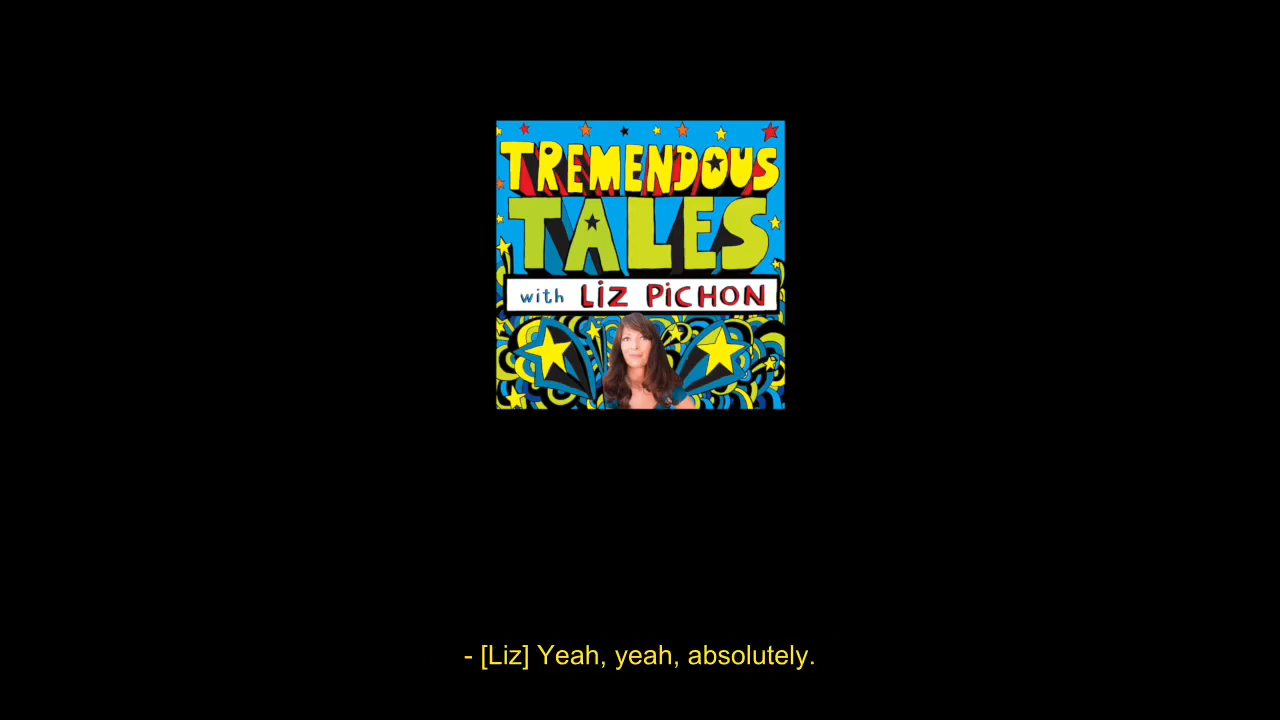 TREMENDOUS
TALES
with LiZ PiCHON
- [Liz] Yeah, yeah, absolutely.